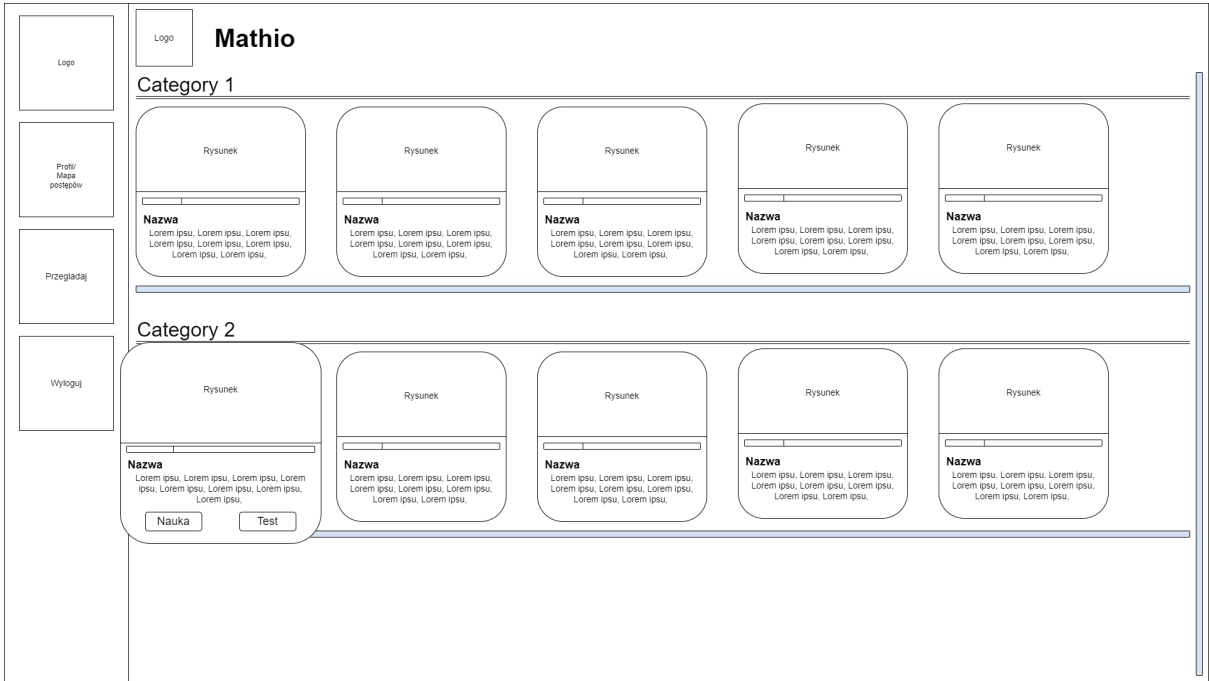 Logo
Profil/
Mapa
postępów
Przegladaj
Wyloguj
Logo
Mathio
Category 1
Rysunek
Nazwa
Lorem ipsu, Lorem ipsu, Lorem ipsu,
Lorem ipsu, Lorem ipsu, Lorem ipsu,
Lorem ipsu, Lorem ipsu,
Rysunek
Nazwa
Lorem ipsu, Lorem ipsu, Lorem ipsu,
Lorem ipsu, Lorem ipsu, Lorem ipsu,
Lorem ipsu, Lorem ipsu,
Rysunek
Nazwa
Lorem ipsu, Lorem ipsu, Lorem ipsu,
Lorem ipsu, Lorem ipsu, Lorem ipsu,
Lorem ipsu, Lorem ipsu,
Rysunek
Nazwa
Lorem ipsu, Lorem ipsu, Lorem ipsu,
Lorem ipsu, Lorem ipsu, Lorem ipsu,
Lorem ipsu, Lorem ipsu,
Rysunek
Nazwa
Lorem ipsu, Lorem ipsu, Lorem ipsu,
Lorem ipsu, Lorem ipsu, Lorem ipsu,
Lorem ipsu, Lorem ipsu,
Category 2
Rysunek
Nazwa
Lorem ipsu, Lorem ipsu, Lorem ipsu, Lorem
ipsu, Lorem ipsu, Lorem ipsu, Lorem ipsu,
Lorem ipsu,
Nauka
Test
Rysunek
Nazwa
Lorem ipsu, Lorem ipsu, Lorem ipsu,
Lorem ipsu, Lorem ipsu, Lorem ipsu,
Lorem ipsu, Lorem ipsu,
Rysunek
Nazwa
Lorem ipsu, Lorem ipsu, Lorem ipsu,
Lorem ipsu, Lorem ipsu, Lorem ipsu,
Lorem ipsu, Lorem ipsu,
Rysunek
Nazwa
Lorem ipsu, Lorem ipsu, Lorem ipsu,
Lorem ipsu, Lorem ipsu, Lorem ipsu,
Lorem ipsu, Lorem ipsu,
Rysunek
Nazwa
Lorem ipsu, Lorem ipsu, Lorem ipsu,
Lorem ipsu, Lorem ipsu, Lorem ipsu,
Lorem ipsu, Lorem ipsu,